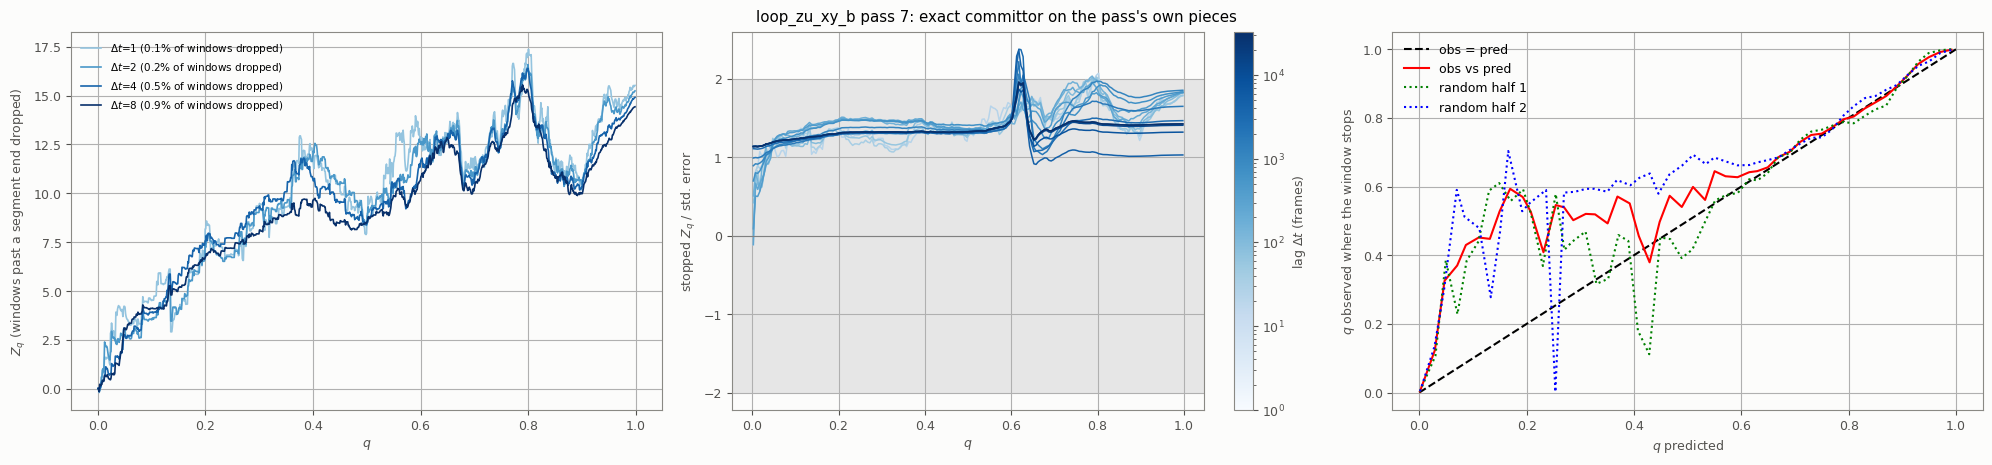 loop_zu_xy_b pass 7: exact committor on the pass's own pieces
Z_q (windows past a segment end dropped)
17.5
15.0
12.5
10.0
7.5
5.0
2.5
0.0
Δt=1 (0.1% of windows dropped)
Δt=2 (0.2% of windows dropped)
Δt=4 (0.5% of windows dropped)
Δt=8 (0.9% of windows dropped)
0.0 0.2 0.4 0.6 0.8 1.0
q
stopped Z_q / std. error
2
1
0
−1
−2
0.0 0.2 0.4 0.6 0.8 1.0
q
10^4
10^3
10^2
10^1
10^0
lag Δt (frames)
q observed where the window stops
1.0
0.8
0.6
0.4
0.2
0.0
obs = pred
obs vs pred
random half 1
random half 2
0.0 0.2 0.4 0.6 0.8 1.0
q predicted